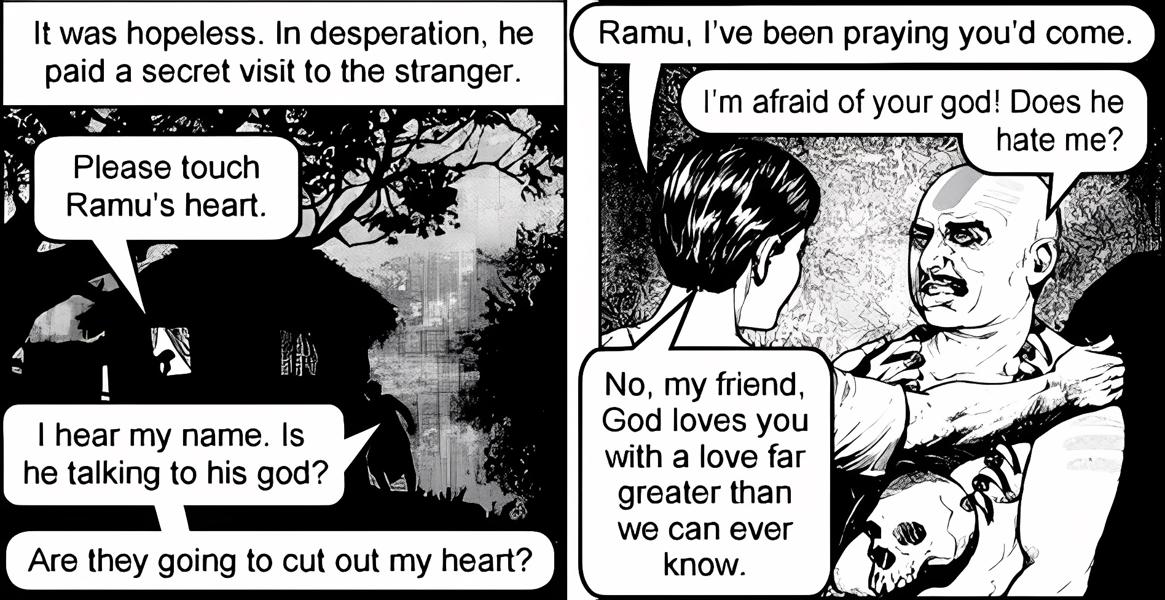 It was hopeless. In desperation, he
paid a secret visit to the stranger.
Please touch
Ramu's heart.
I hear my name. Is
he talking to his god?
Are they going to cut out my heart?
Ramu, I've been praying you'd come.
I'm afraid of your god! Does he
hate me?
No, my friend,
God loves you
with a love far
greater than
we can ever
know.